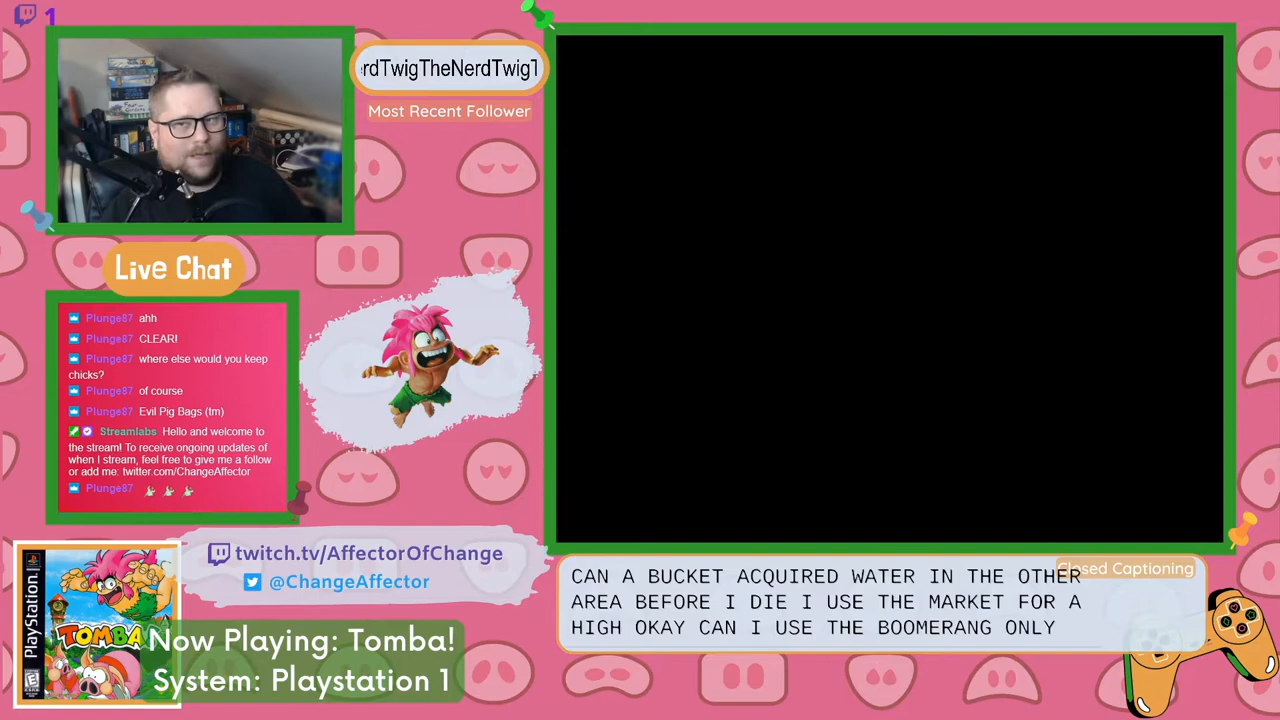 1
rdTwigTheNerdTwigT
Most Recent Follower
Live Chat
Plunge87 ahh
Plunge87 CLEAR!
Plunge87 where else would you keep
chicks?
Plunge87 of course
Plunge87 Evil Pig Bags (tm)
Streamlabs Hello and welcome to
the stream! To receive ongoing updates of
when I stream, feel free to give me a follow
or add me: twitter.com/ChangeAffector
Plunge87
twitch.tv/AffectorOfChange
@ChangeAffector
PlayStation
TOMBA
Now Playing: Tomba!
System: Playstation 1
Closed Captioning
CAN A BUCKET ACQUIRED WATER IN THE OTHER
AREA BEFORE I DIE I USE THE MARKET FOR A
HIGH OKAY CAN I USE THE BOOMERANG ONLY